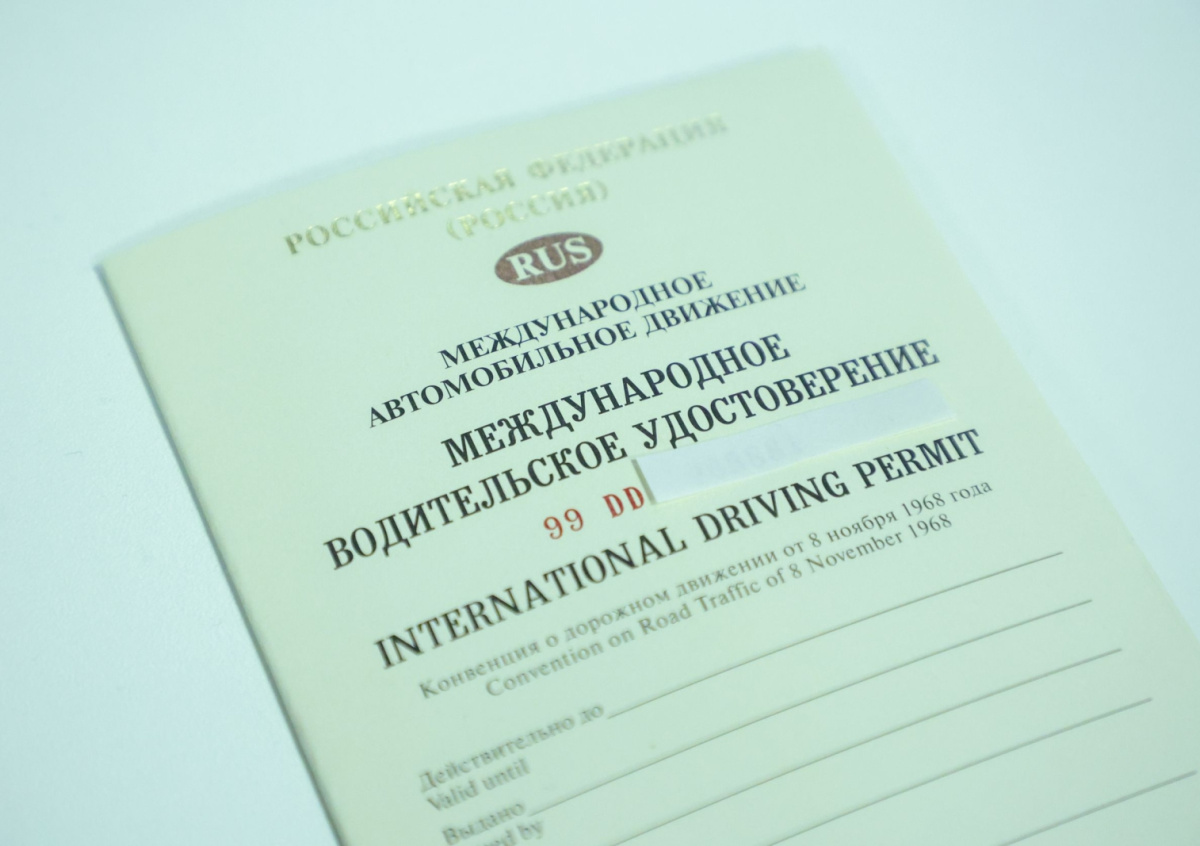 РОССИЙСКАЯ ФЕДЕРАЦИЯ
(РОССИЯ)
RUS
МЕЖДУНАРОДНОЕ
АВТОМОБИЛЬНОЕ ДВИЖЕНИЕ
МЕЖДУНАРОДНОЕ
ВОДИТЕЛЬСКОЕ УДОСТОВЕРЕНИЕ
99 DD
INTERNATIONAL DRIVING PERMIT
Конвенция о дорожном движении от 8 ноября 1968 года
Convention on Road Traffic of 8 November 1968
Действительно до
Valid until
Выдано
by